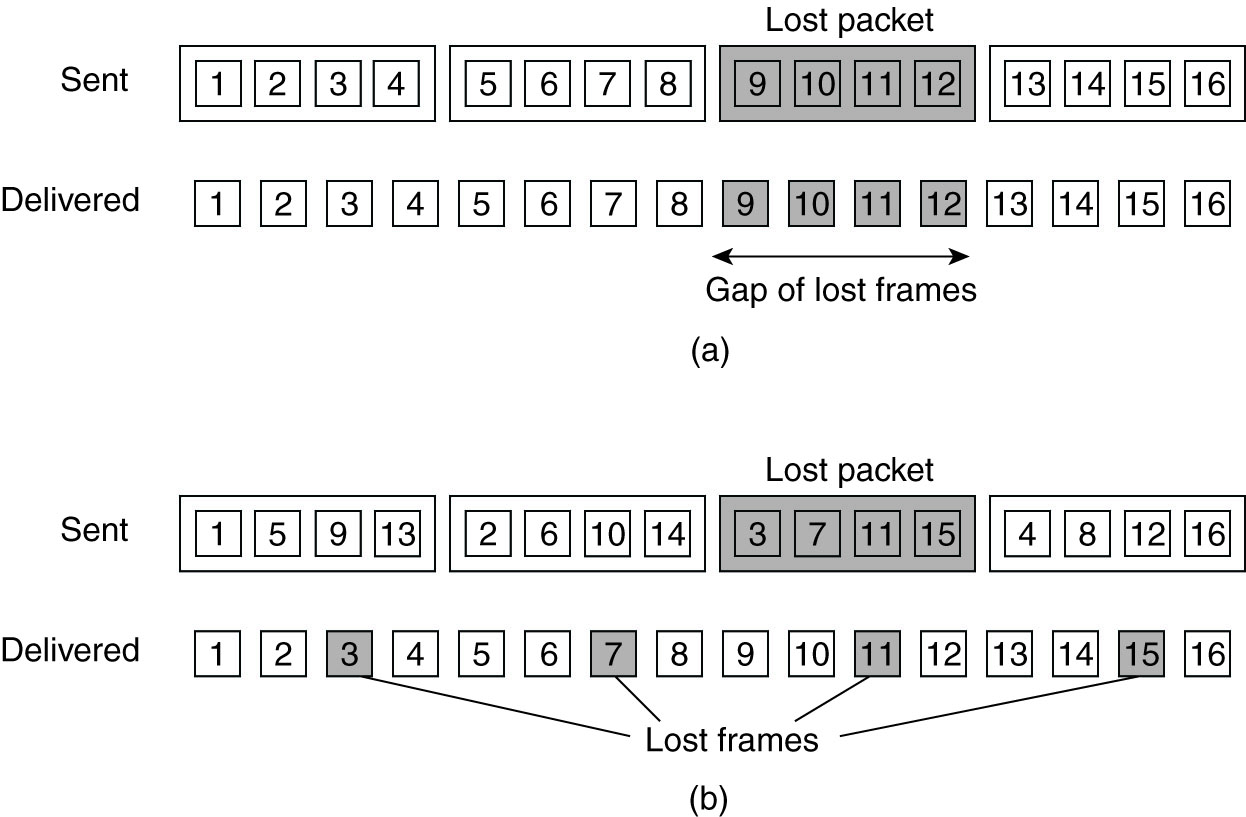 Lost packet
Sent 1 2 3 4 5 6 7 8 9 10 11 12 13 14 15 16
Delivered 1 2 3 4 5 6 7 8 9 10 11 12 13 14 15 16
Gap of lost frames
(a)
Lost packet
Sent 1 5 9 13 2 6 10 14 3 7 11 15 4 8 12 16
Delivered 1 2 3 4 5 6 7 8 9 10 11 12 13 14 15 16
Lost frames
(b)